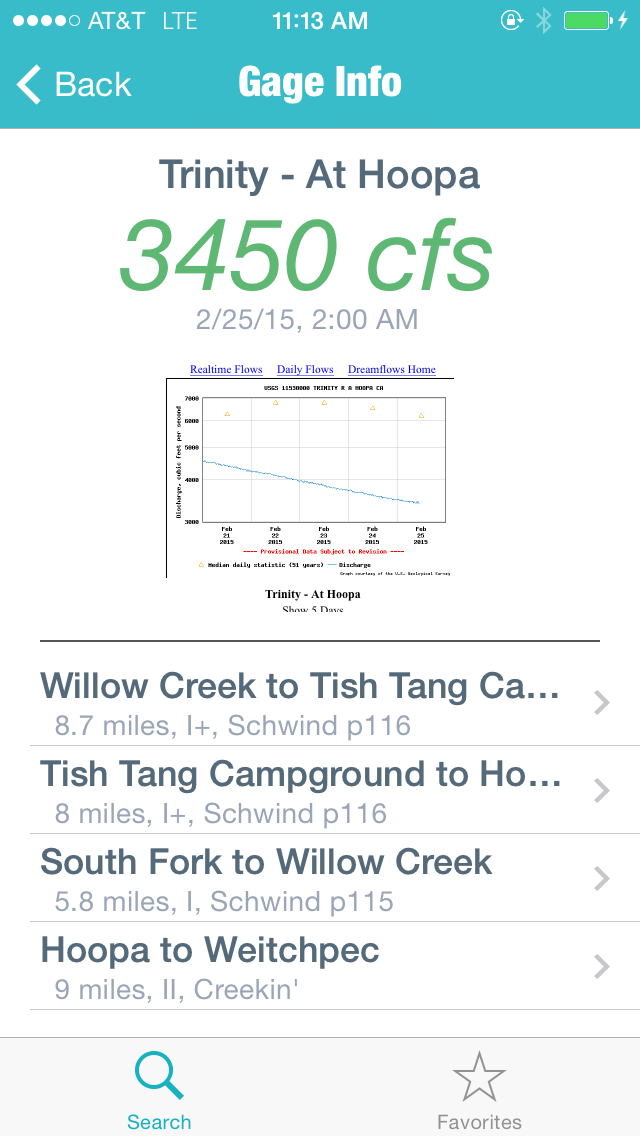 AT&T LTE 11:13 AM
Back Gage Info
Trinity - At Hoopa
3450 cfs
2/25/15, 2:00 AM
Realtime Flows Daily Flows Dreamflows Home
USGS 11530000 TRINITY R A HOOPA CA
7000
6000
5000
4000
3000
Discharge, cubic feet per second
Feb Feb Feb Feb Feb
21 22 23 24 25
2015 2015 2015 2015 2015
---- Provisional Data Subject to Revision ----
Median daily statistic (51 years) Discharge
Graph courtesy of the U.S. Geological Survey
Trinity - At Hoopa
Show 5 Days
Willow Creek to Tish Tang Ca...
8.7 miles, I+, Schwind p116
Tish Tang Campground to Ho...
8 miles, I+, Schwind p116
South Fork to Willow Creek
5.8 miles, I, Schwind p115
Hoopa to Weitchpec
9 miles, II, Creekin'
Search Favorites